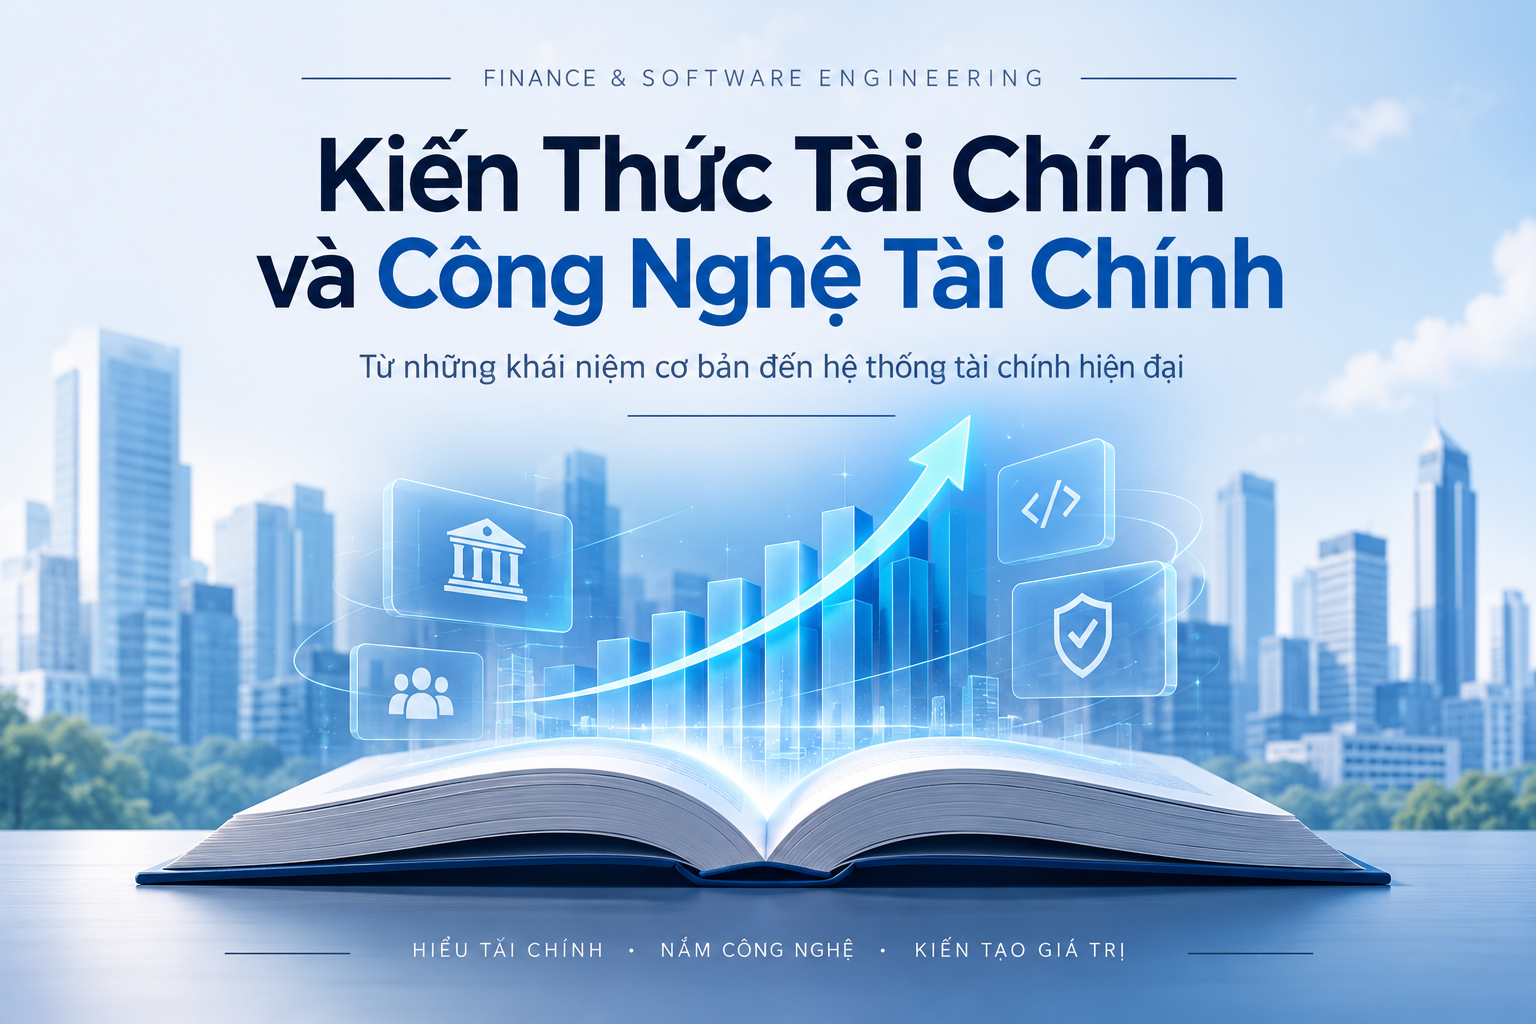 FINANCE & SOFTWARE ENGINEERING
Kiến Thức Tài Chính
và Công Nghệ Tài Chính
Từ những khái niệm cơ bản đến hệ thống tài chính hiện đại
</>
HIỂU TÀI CHÍNH • NẮM CÔNG NGHỆ • KIẾN TẠO GIÁ TRỊ